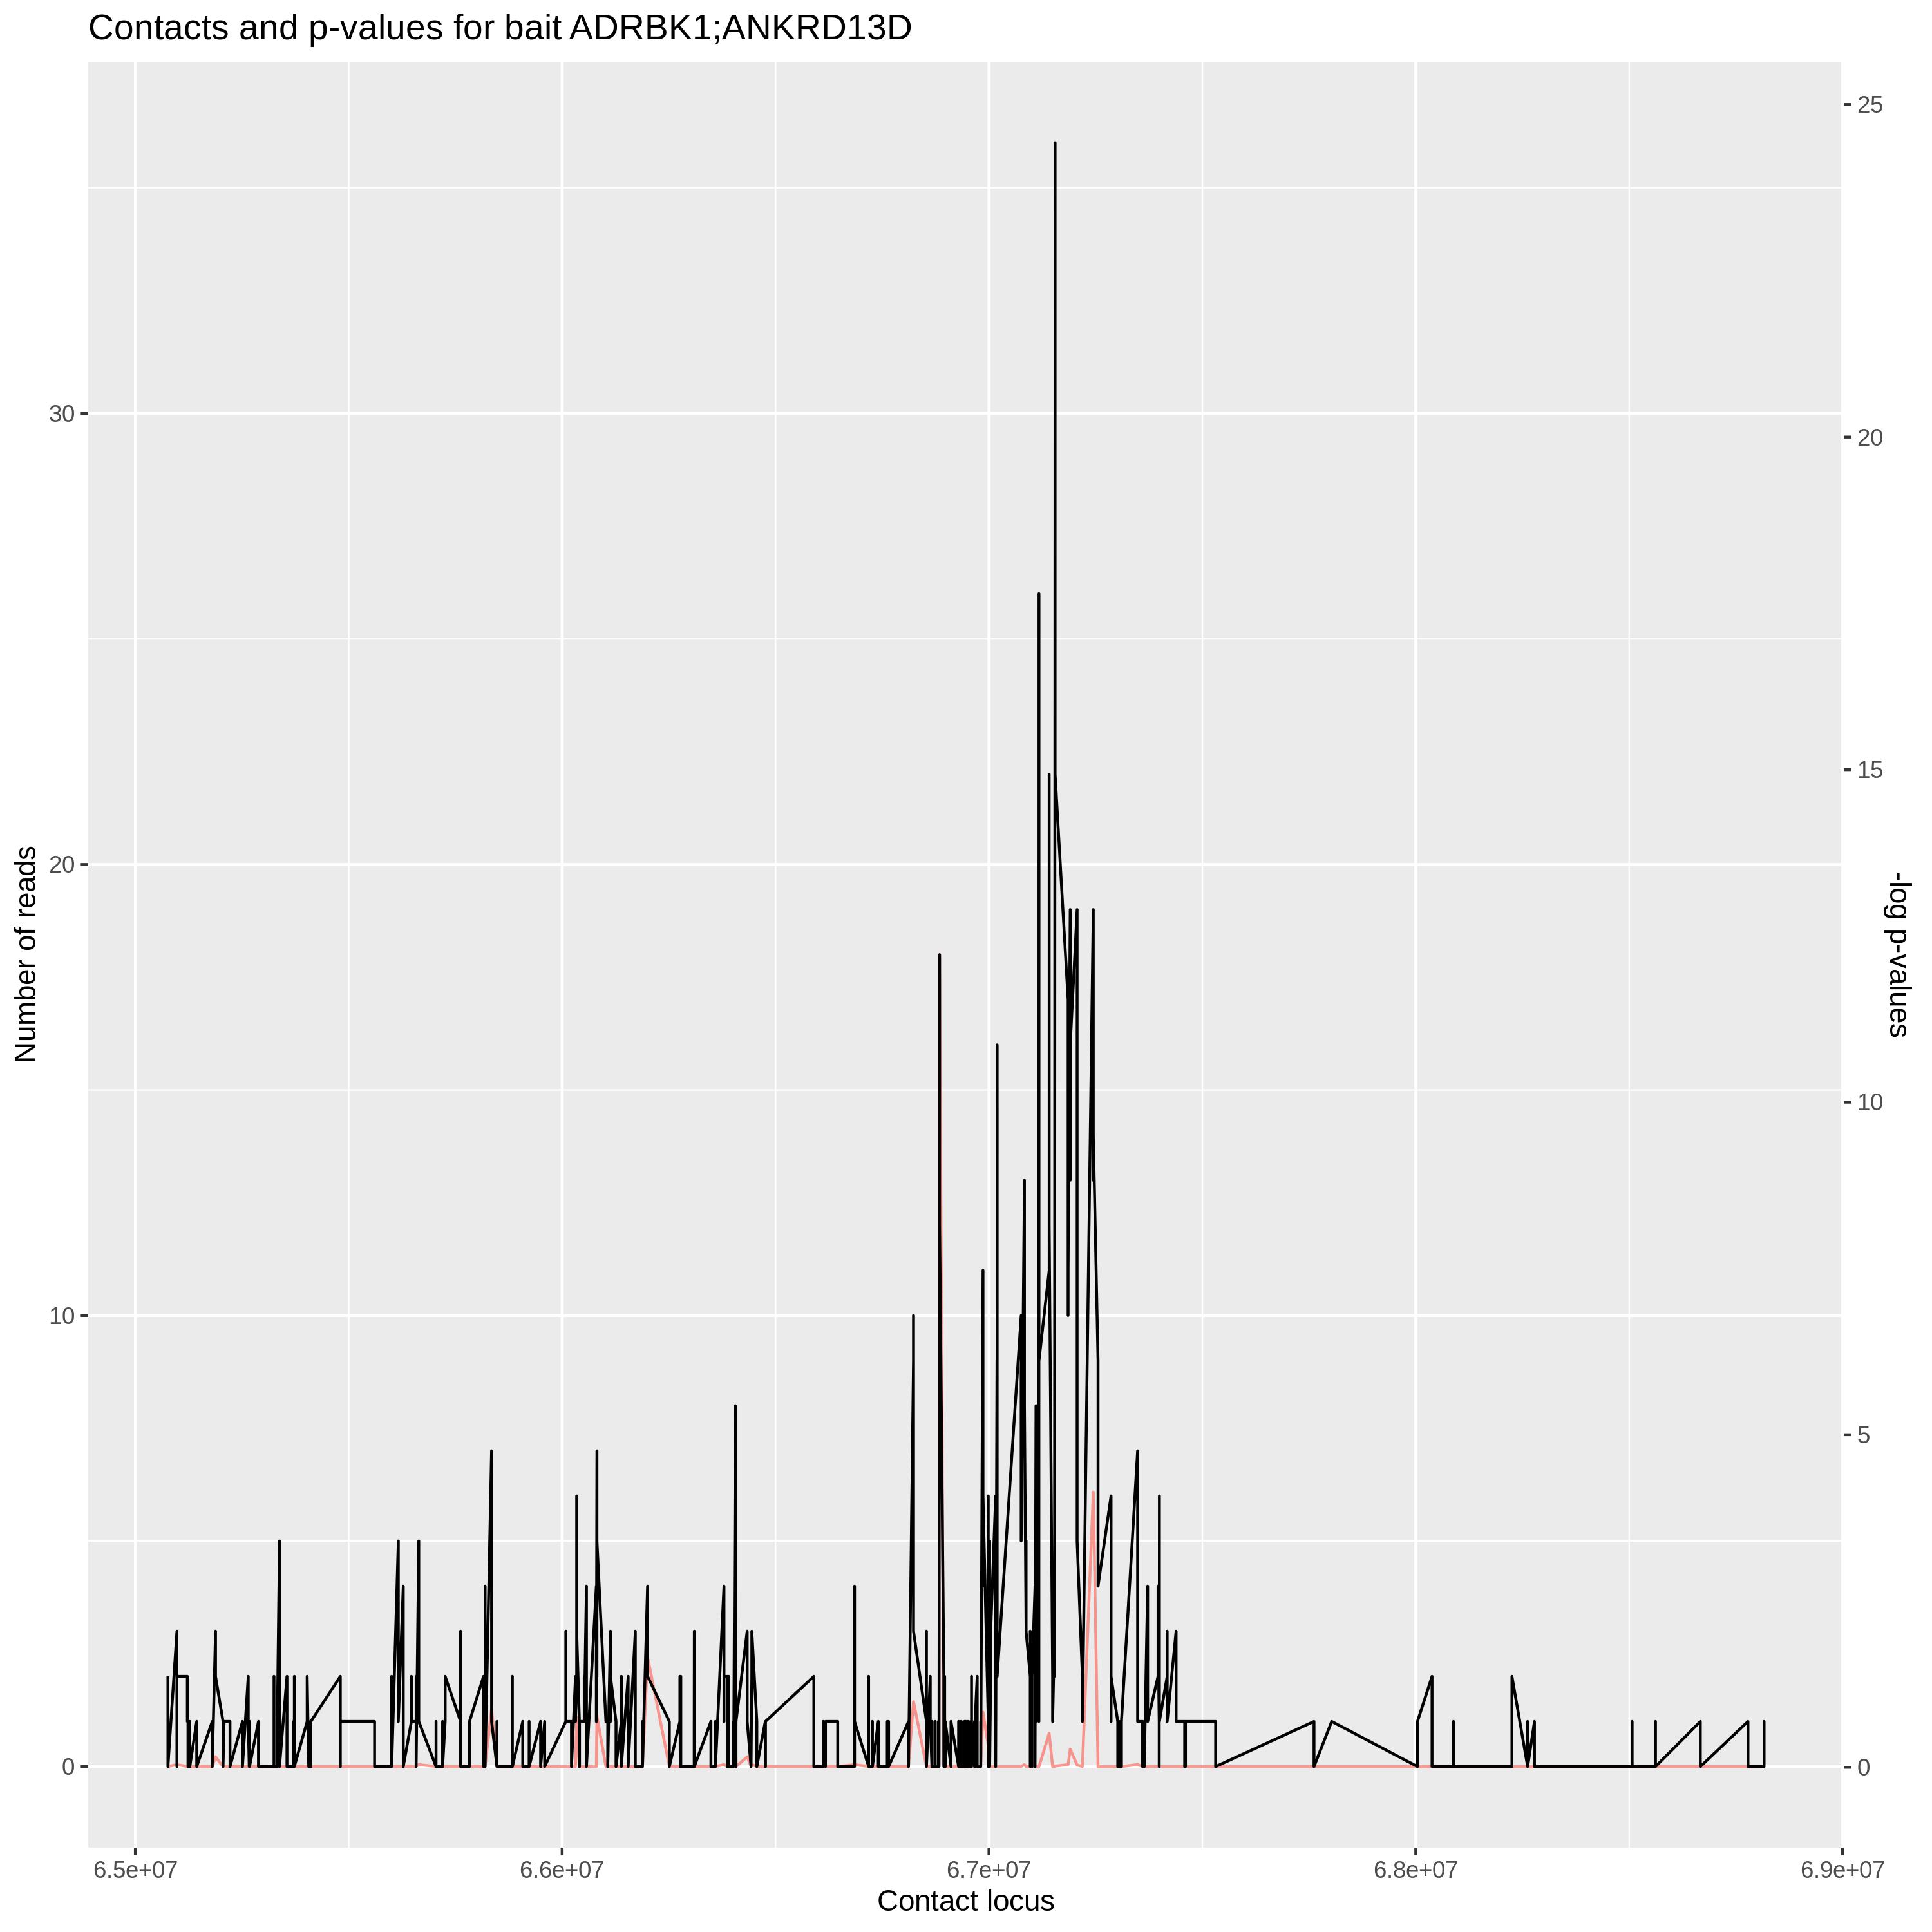 Contacts and p-values for bait ADRBK1;ANKRD13D
Number of reads
30
20
10
0
25
20
15
10
5
0
-log p-values
6.5e+07
6.6e+07
6.7e+07
6.8e+07
6.9e+07
Contact locus